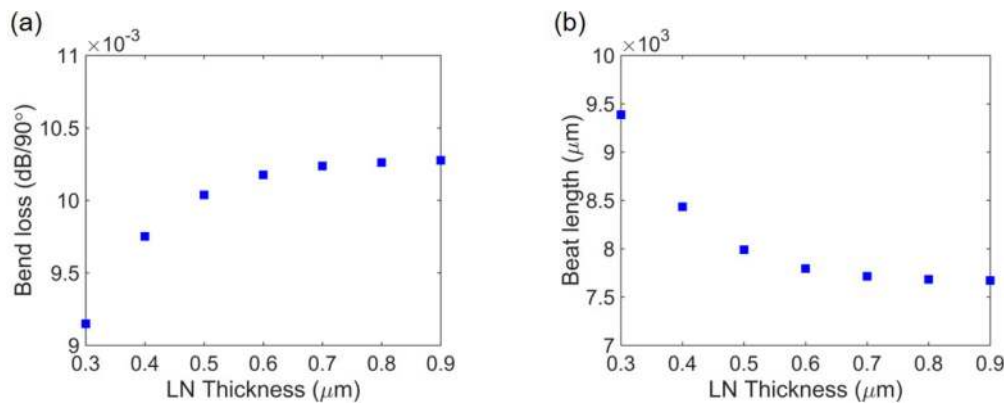 (a)
×10⁻³
11
10.5
10
9.5
9
Bend loss (dB/90°)
0.3 0.4 0.5 0.6 0.7 0.8 0.9
LN Thickness (μm)
(b)
×10³
10
9.5
9
8.5
8
7.5
7
Beat length (μm)
0.3 0.4 0.5 0.6 0.7 0.8 0.9
LN Thickness (μm)